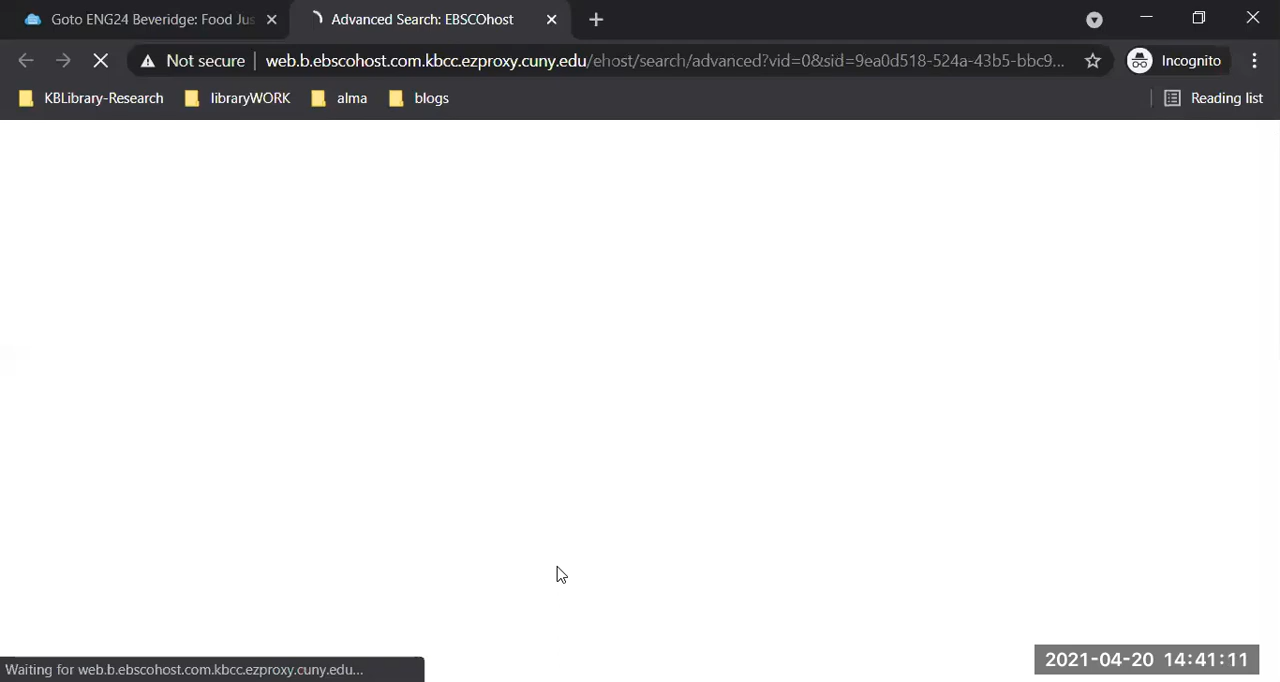 Goto ENG24 Beveridge: Food Jus
Advanced Search: EBSCOhost
Not secure
web.b.ebscohost.com.kbcc.ezproxy.cuny.edu/ehost/search/advanced?vid=0&sid=9ea0d518-524a-43b5-bbc9...
Incognito
KBLibrary-Research
libraryWORK
alma
blogs
Reading list
Waiting for web.b.ebscohost.com.kbcc.ezproxy.cuny.edu...
2021-04-20 14:41:11